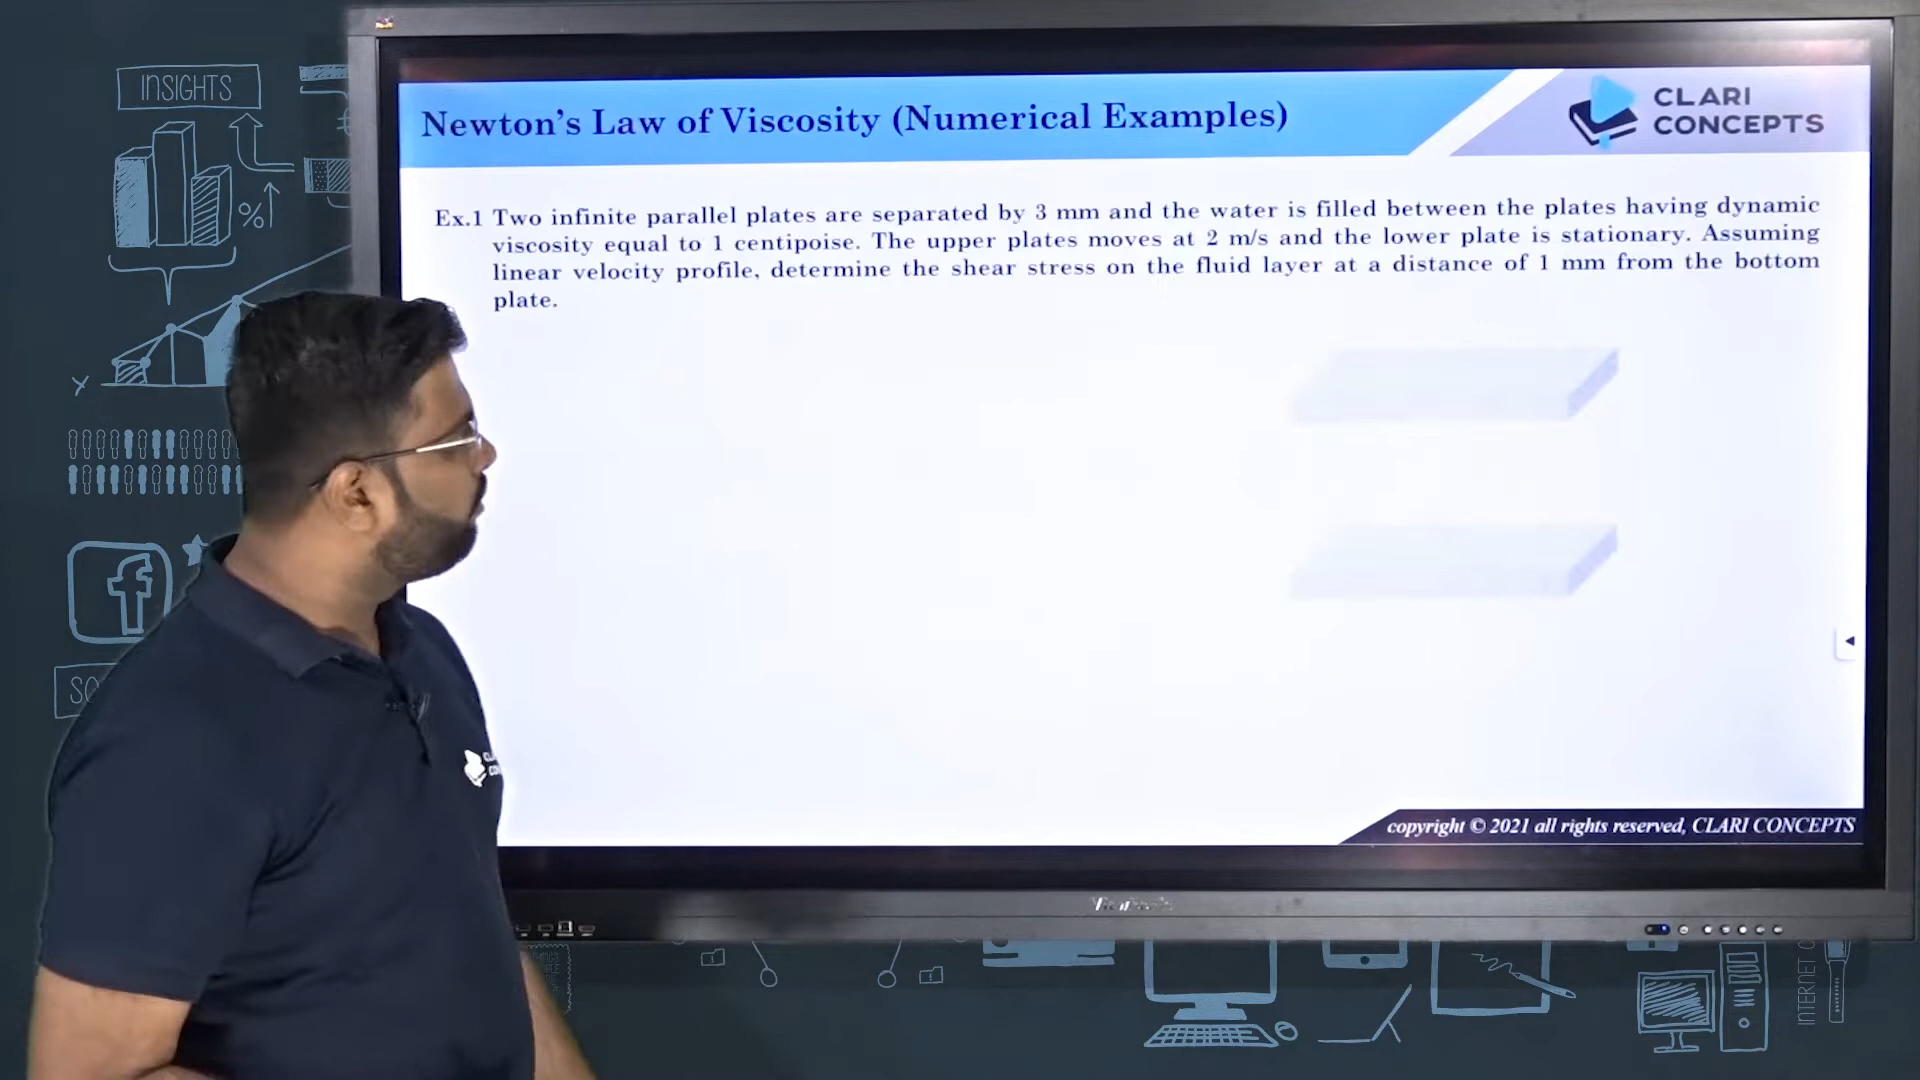 INSIGHTS
%
Newton's Law of Viscosity (Numerical Examples)
CLARI
CONCEPTS
Ex.1 Two infinite parallel plates are separated by 3 mm and the water is filled between the plates having dynamic
viscosity equal to 1 centipoise. The upper plates moves at 2 m/s and the lower plate is stationary. Assuming
linear velocity profile, determine the shear stress on the fluid layer at a distance of 1 mm from the bottom
plate.
f
copyright © 2021 all rights reserved, CLARI CONCEPTS
INTERNET